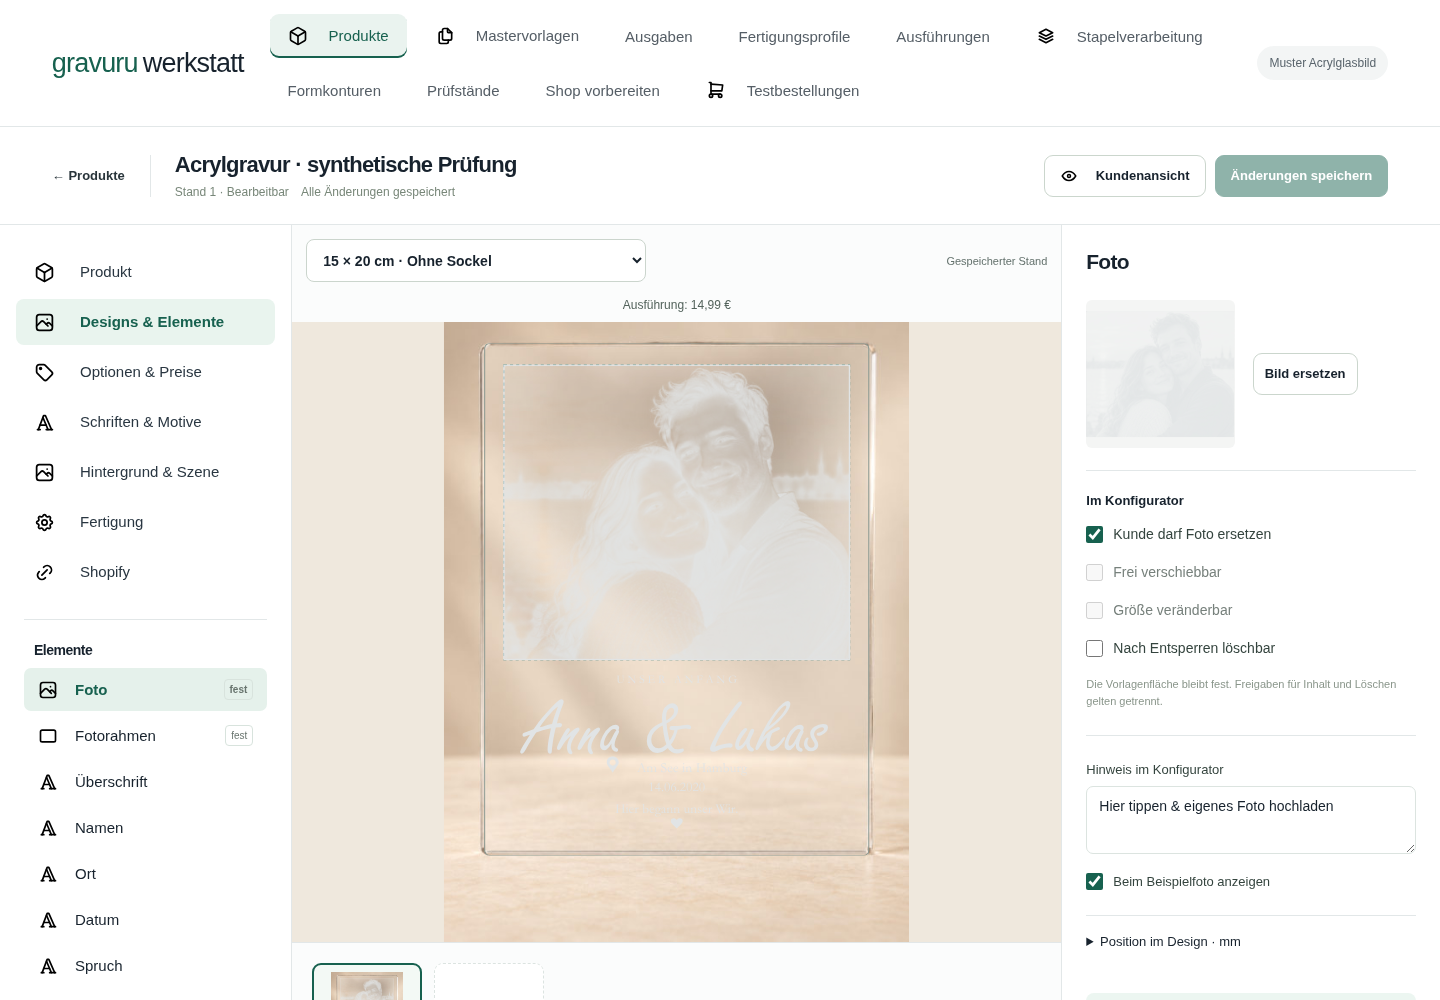 gravuru werkstatt
Produkte
Mastervorlagen
Ausgaben
Fertigungsprofile
Ausführungen
Stapelverarbeitung
Formkonturen
Prüfstände
Shop vorbereiten
Testbestellungen
Muster Acrylglasbild
← Produkte
Acrylgravur · synthetische Prüfung
Stand 1 · Bearbeitbar Alle Änderungen gespeichert
Kundenansicht
Änderungen speichern
Produkt
Designs & Elemente
Optionen & Preise
Schriften & Motive
Hintergrund & Szene
Fertigung
Shopify
Elemente
Foto fest
Fotorahmen fest
Überschrift
Namen
Ort
Datum
Spruch
15 × 20 cm · Ohne Sockel
Gespeicherter Stand
Ausführung: 14,99 €
Anna & Lukas
Foto
Bild ersetzen
Im Konfigurator
Kunde darf Foto ersetzen
Frei verschiebbar
Größe veränderbar
Nach Entsperren löschbar
Die Vorlagenfläche bleibt fest. Freigaben für Inhalt und Löschen
gelten getrennt.
Hinweis im Konfigurator
Hier tippen & eigenes Foto hochladen
Beim Beispielfoto anzeigen
Position im Design · mm